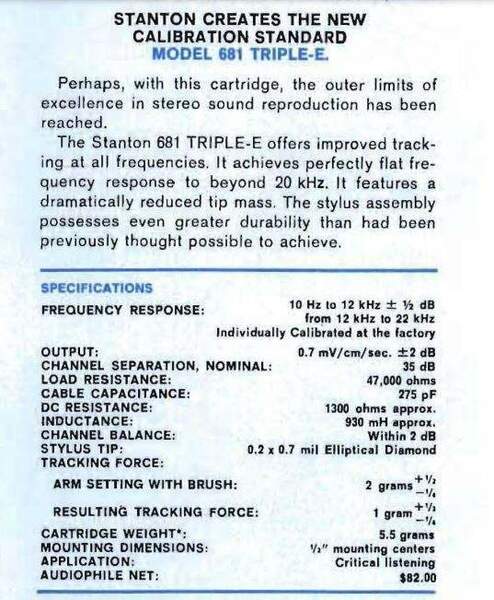 STANTON CREATES THE NEW
CALIBRATION STANDARD
MODEL 681 TRIPLE-E.
Perhaps, with this cartridge, the outer limits of
excellence in stereo sound reproduction has been
reached.
The Stanton 681 TRIPLE-E offers improved track-
ing at all frequencies. It achieves perfectly flat fre-
quency response to beyond 20 kHz. It features a
dramatically reduced tip mass. The stylus assembly
possesses even greater durability than had been
previously thought possible to achieve.
SPECIFICATIONS
FREQUENCY RESPONSE: 10 Hz to 12 kHz ± ½ dB
from 12 kHz to 22 kHz
Individually Calibrated at the factory
OUTPUT: 0.7 mV/cm/sec. ±2 dB
CHANNEL SEPARATION, NOMINAL: 35 dB
LOAD RESISTANCE: 47,000 ohms
CABLE CAPACITANCE: 275 pF
DC RESISTANCE: 1300 ohms approx.
INDUCTANCE: 930 mH approx.
CHANNEL BALANCE: Within 2 dB
STYLUS TIP: 0.2 x 0.7 mil Elliptical Diamond
TRACKING FORCE:
ARM SETTING WITH BRUSH: 2 grams +½ -¼
RESULTING TRACKING FORCE: 1 gram +½ -¼
CARTRIDGE WEIGHT*: 5.5 grams
MOUNTING DIMENSIONS: ½" mounting centers
APPLICATION: Critical listening
AUDIOPHILE NET: $82.00